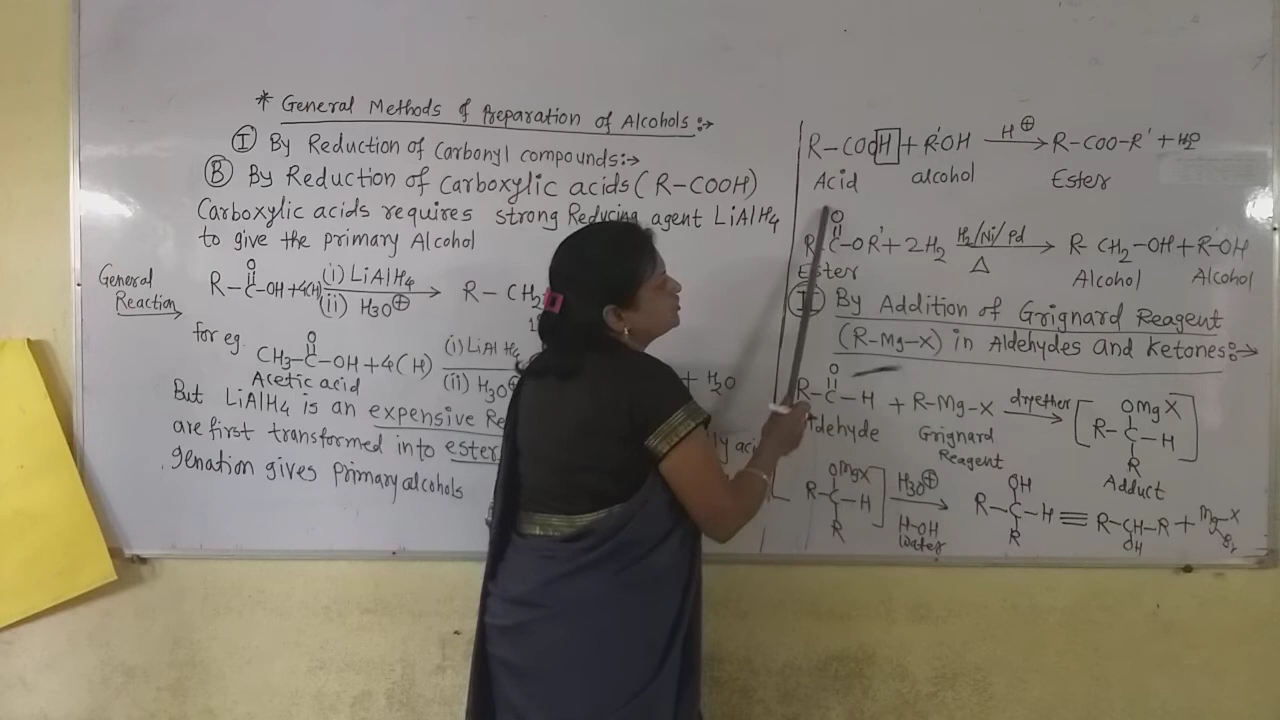 * General Methods of Preparation of Alcohols :→
(I) By Reduction of Carbonyl compounds:→
(B) By Reduction of Carboxylic acids (R-COOH)
Carboxylic acids requires strong Reducing agent LiAlH4
to give the primary Alcohol
General Reaction → R-C(=O)-OH + 4(H) (i) LiAlH4 (ii) H3O⊕ → R-CH2
for eg. CH3-C(=O)-OH + 4(H) (i) LiAlH4 (ii) H3O⊕ + H2O
Acetic acid
But LiAlH4 is an expensive
are first transformed into ester
genation gives primary alcohols
R-COOH + R'OH H⊕ → R-COO-R' + H2O
Acid alcohol Ester
R-C(=O)-OR' + 2H2 H2/Ni/Pd Δ → R-CH2-OH + R'OH
Ester Alcohol Alcohol
By Addition of Grignard Reagent
(R-Mg-X) in Aldehydes and Ketones:→
R-C(=O)-H + R-Mg-X dryether → [R-C(OMgX)(R)-H]
Aldehyde Grignard Reagent Adduct
[R-C(OMgX)(R)-H] H3O⊕ H-OH Water → R-C(OH)(R)-H ≡ R-CH(OH)-R + Mg-X